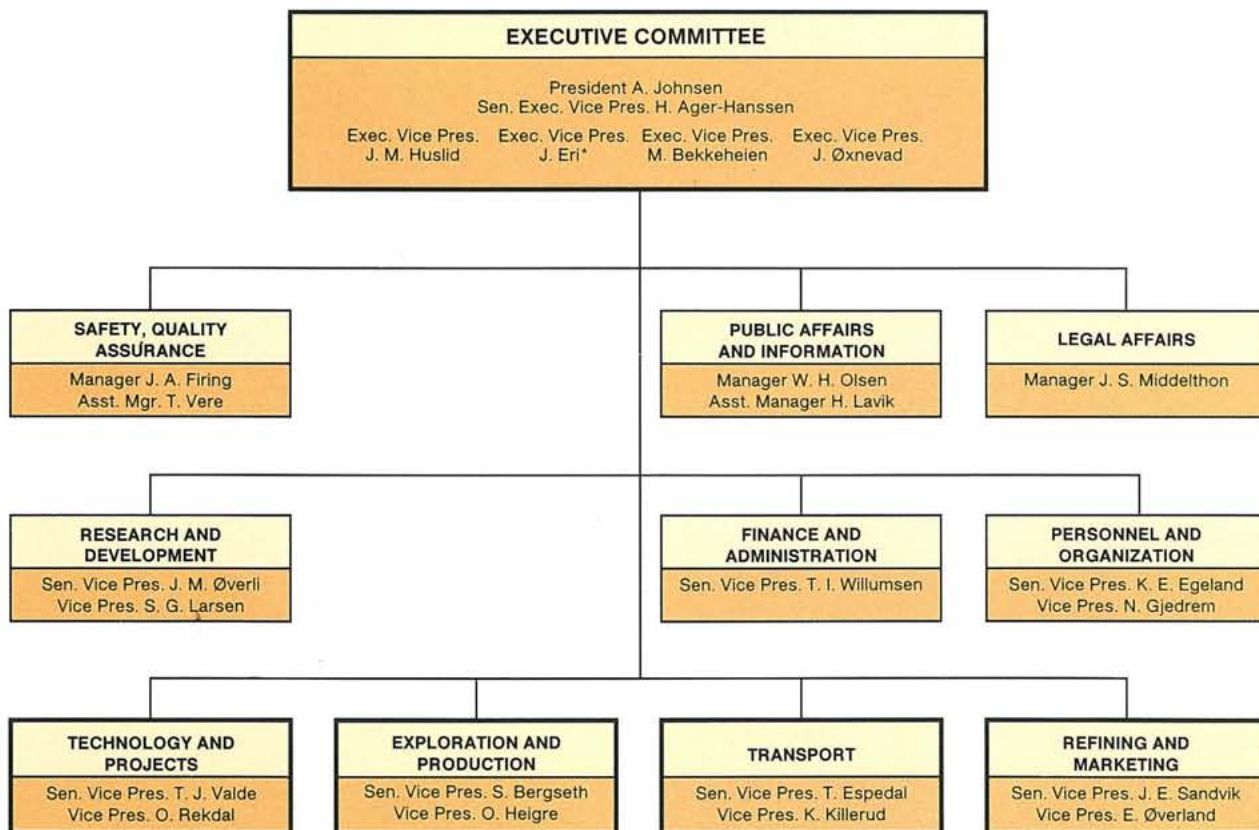 EXECUTIVE COMMITTEE
President A. Johnsen
Sen. Exec. Vice Pres. H. Ager-Hanssen
Exec. Vice Pres. Exec. Vice Pres. Exec. Vice Pres. Exec. Vice Pres.
J. M. Huslid J. Eri* M. Bekkeheien J. Øxnevad
SAFETY, QUALITY
ASSURANCE
Manager J. A. Firing
Asst. Mgr. T. Vere
PUBLIC AFFAIRS
AND INFORMATION
Manager W. H. Olsen
Asst. Manager H. Lavik
LEGAL AFFAIRS
Manager J. S. Middelthon
RESEARCH AND
DEVELOPMENT
Sen. Vice Pres. J. M. Øverli
Vice Pres. S. G. Larsen
FINANCE AND
ADMINISTRATION
Sen. Vice Pres. T. I. Willumsen
PERSONNEL AND
ORGANIZATION
Sen. Vice Pres. K. E. Egeland
Vice Pres. N. Gjedrem
TECHNOLOGY AND
PROJECTS
Sen. Vice Pres. T. J. Valde
Vice Pres. O. Rekdal
EXPLORATION AND
PRODUCTION
Sen. Vice Pres. S. Bergseth
Vice Pres. O. Heigre
TRANSPORT
Sen. Vice Pres. T. Espedal
Vice Pres. K. Killerud
REFINING AND
MARKETING
Sen. Vice Pres. J. E. Sandvik
Vice Pres. E. Øverland